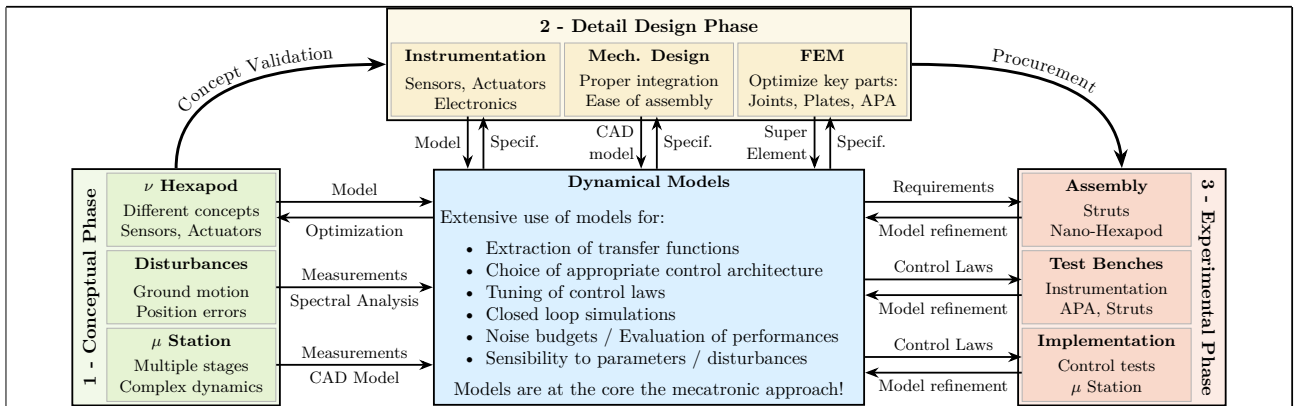 2 - Detail Design Phase
Instrumentation
Sensors, Actuators
Electronics
Mech. Design
Proper integration
Ease of assembly
FEM
Optimize key parts:
Joints, Plates, APA
Concept Validation
Procurement
Model
Specif.
CAD
model
Specif.
Super
Element
Specif.
1 - Conceptual Phase
ν Hexapod
Different concepts
Sensors, Actuators
Disturbances
Ground motion
Position errors
μ Station
Multiple stages
Complex dynamics
Model
Optimization
Measurements
Spectral Analysis
Measurements
CAD Model
Dynamical Models
Extensive use of models for:
• Extraction of transfer functions
• Choice of appropriate control architecture
• Tuning of control laws
• Closed loop simulations
• Noise budgets / Evaluation of performances
• Sensibility to parameters / disturbances
Models are at the core the mecatronic approach!
Requirements
Model refinement
Control Laws
Model refinement
Control Laws
Model refinement
Assembly
Struts
Nano-Hexapod
Test Benches
Instrumentation
APA, Struts
Implementation
Control tests
μ Station
3 - Experimental Phase